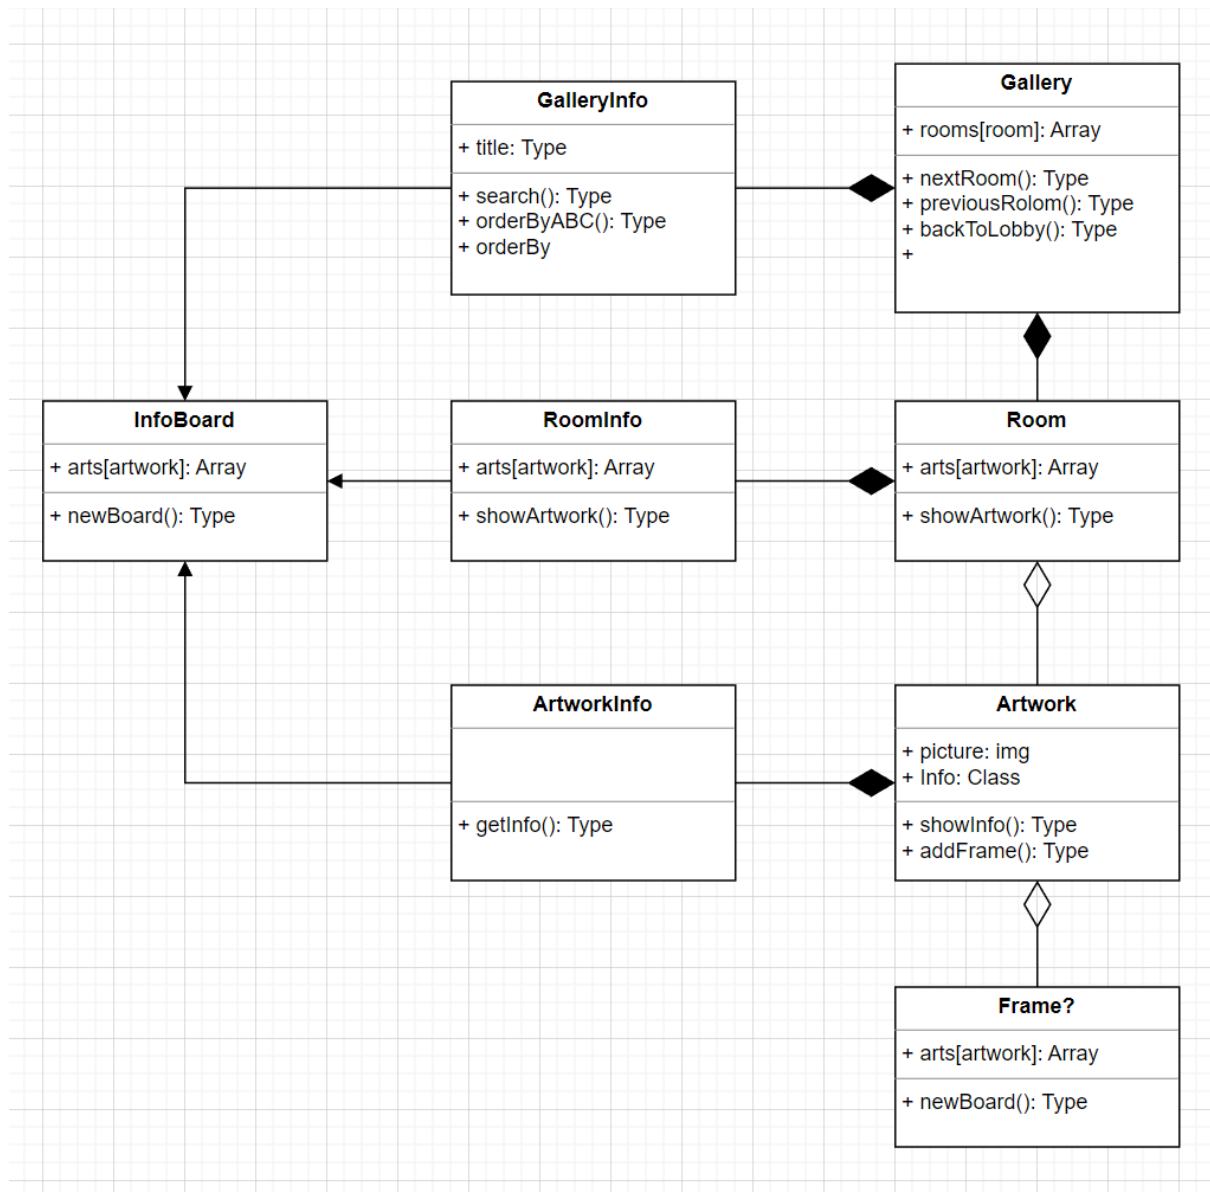 GalleryInfo
+ title: Type
+ search(): Type
+ orderByABC(): Type
+ orderBy
Gallery
+ rooms[room]: Array
+ nextRoom(): Type
+ previousRolom(): Type
+ backToLobby(): Type
+
InfoBoard
+ arts[artwork]: Array
+ newBoard(): Type
RoomInfo
+ arts[artwork]: Array
+ showArtwork(): Type
Room
+ arts[artwork]: Array
+ showArtwork(): Type
ArtworkInfo
+ getInfo(): Type
Artwork
+ picture: img
+ Info: Class
+ showInfo(): Type
+ addFrame(): Type
Frame?
+ arts[artwork]: Array
+ newBoard(): Type